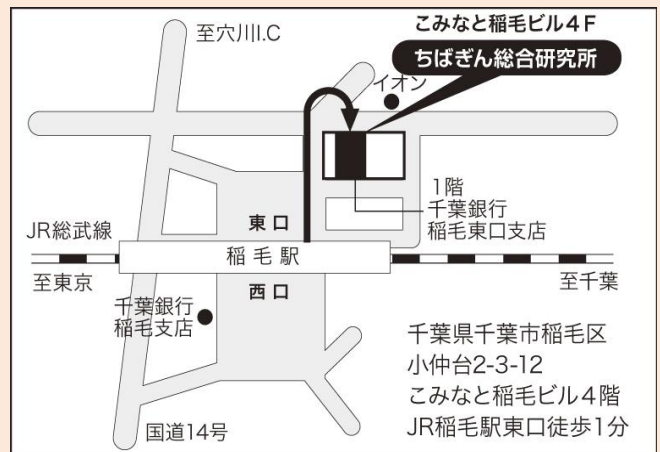 こみなと稲毛ビル４Ｆ
ちばぎん総合研究所
至穴川I.C
イオン
1階
千葉銀行
稲毛東口支店
東口
JR総武線
稲毛駅
至東京
至千葉
西口
千葉銀行
稲毛支店
国道14号
千葉県千葉市稲毛区
小仲台2-3-12
こみなと稲毛ビル４階
JR稲毛駅東口徒歩1分